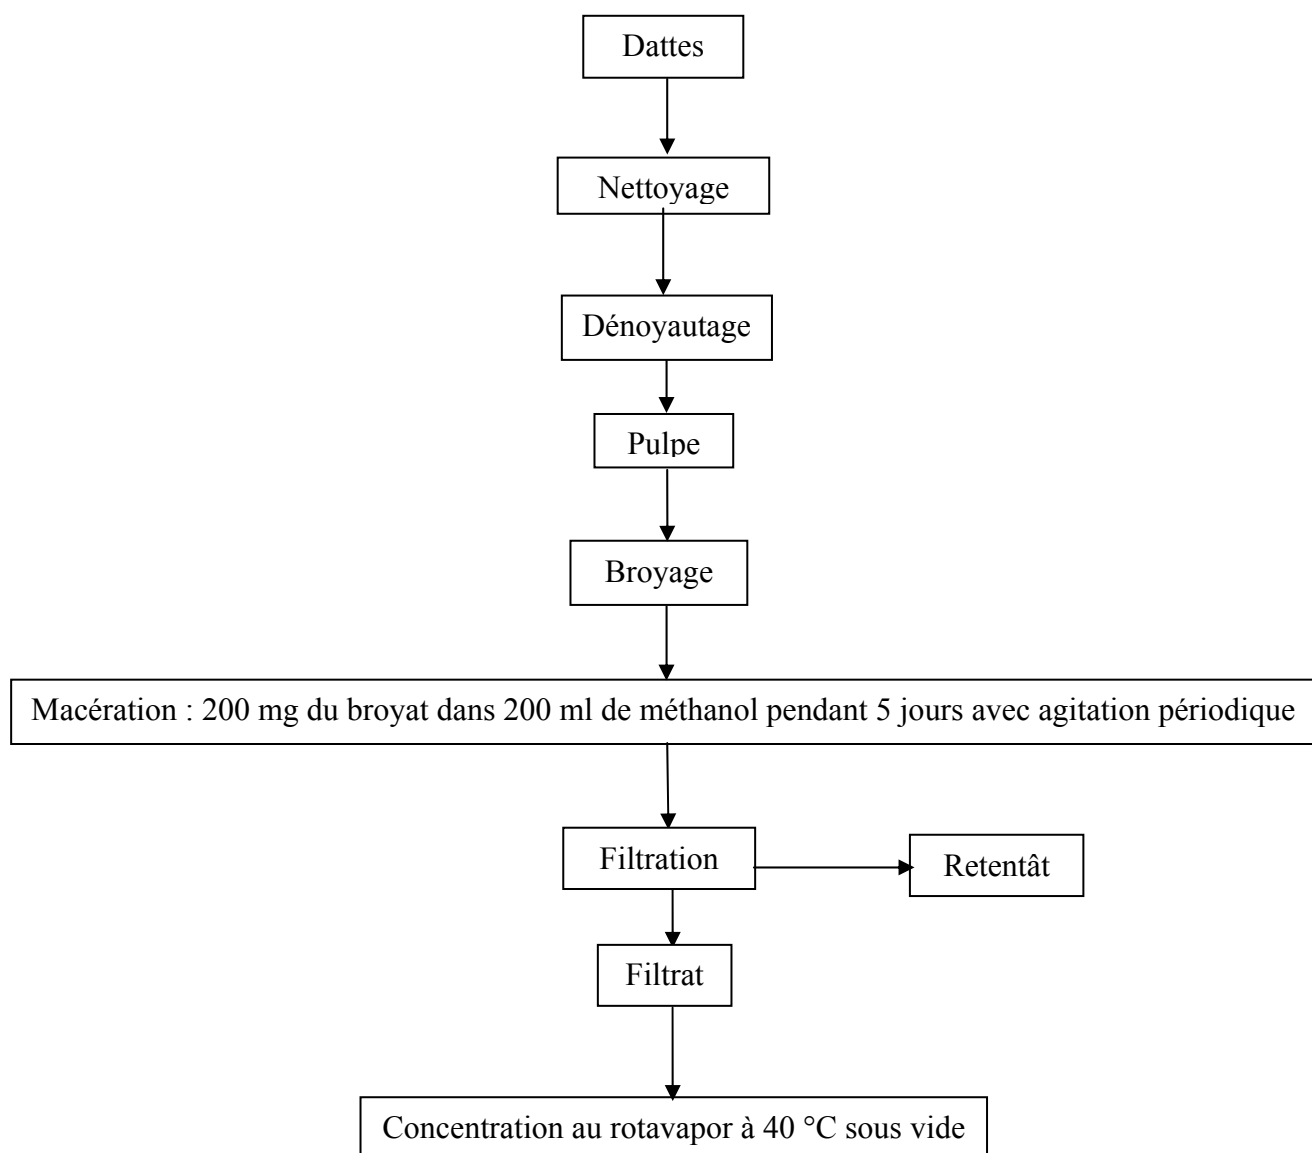 Dattes
Nettoyage
Dénoyautage
Pulpe
Broyage
Macération : 200 mg du broyat dans 200 ml de méthanol pendant 5 jours avec agitation périodique
Filtration
Retentât
Filtrat
Concentration au rotavapor à 40 °C sous vide